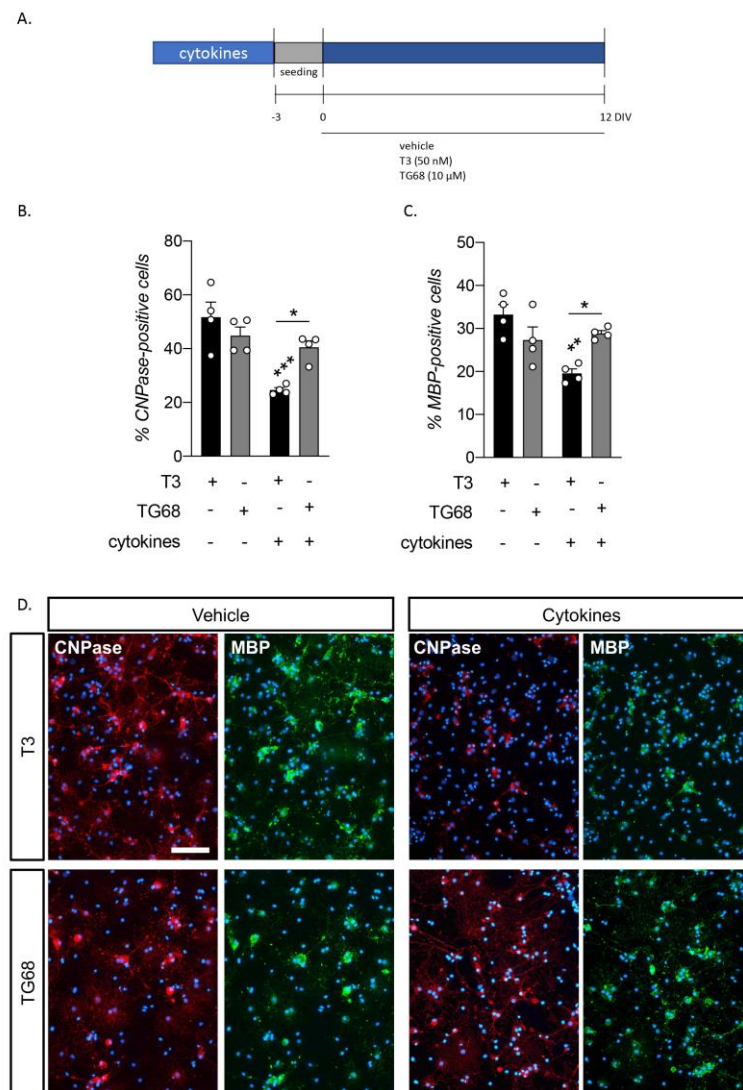 A.
cytokines
seeding
-3 0 12 DIV
vehicle
T3 (50 nM)
TG68 (10 µM)
B.
% CNPase-positive cells
80
60
40
20
0
***
*
T3 + - + -
TG68 - + - +
cytokines - - + +
C.
% MBP-positive cells
50
40
30
20
10
0
**
*
T3 + - + -
TG68 - + - +
cytokines - - + +
D.
Vehicle Cytokines
T3
CNPase MBP CNPase MBP
TG68